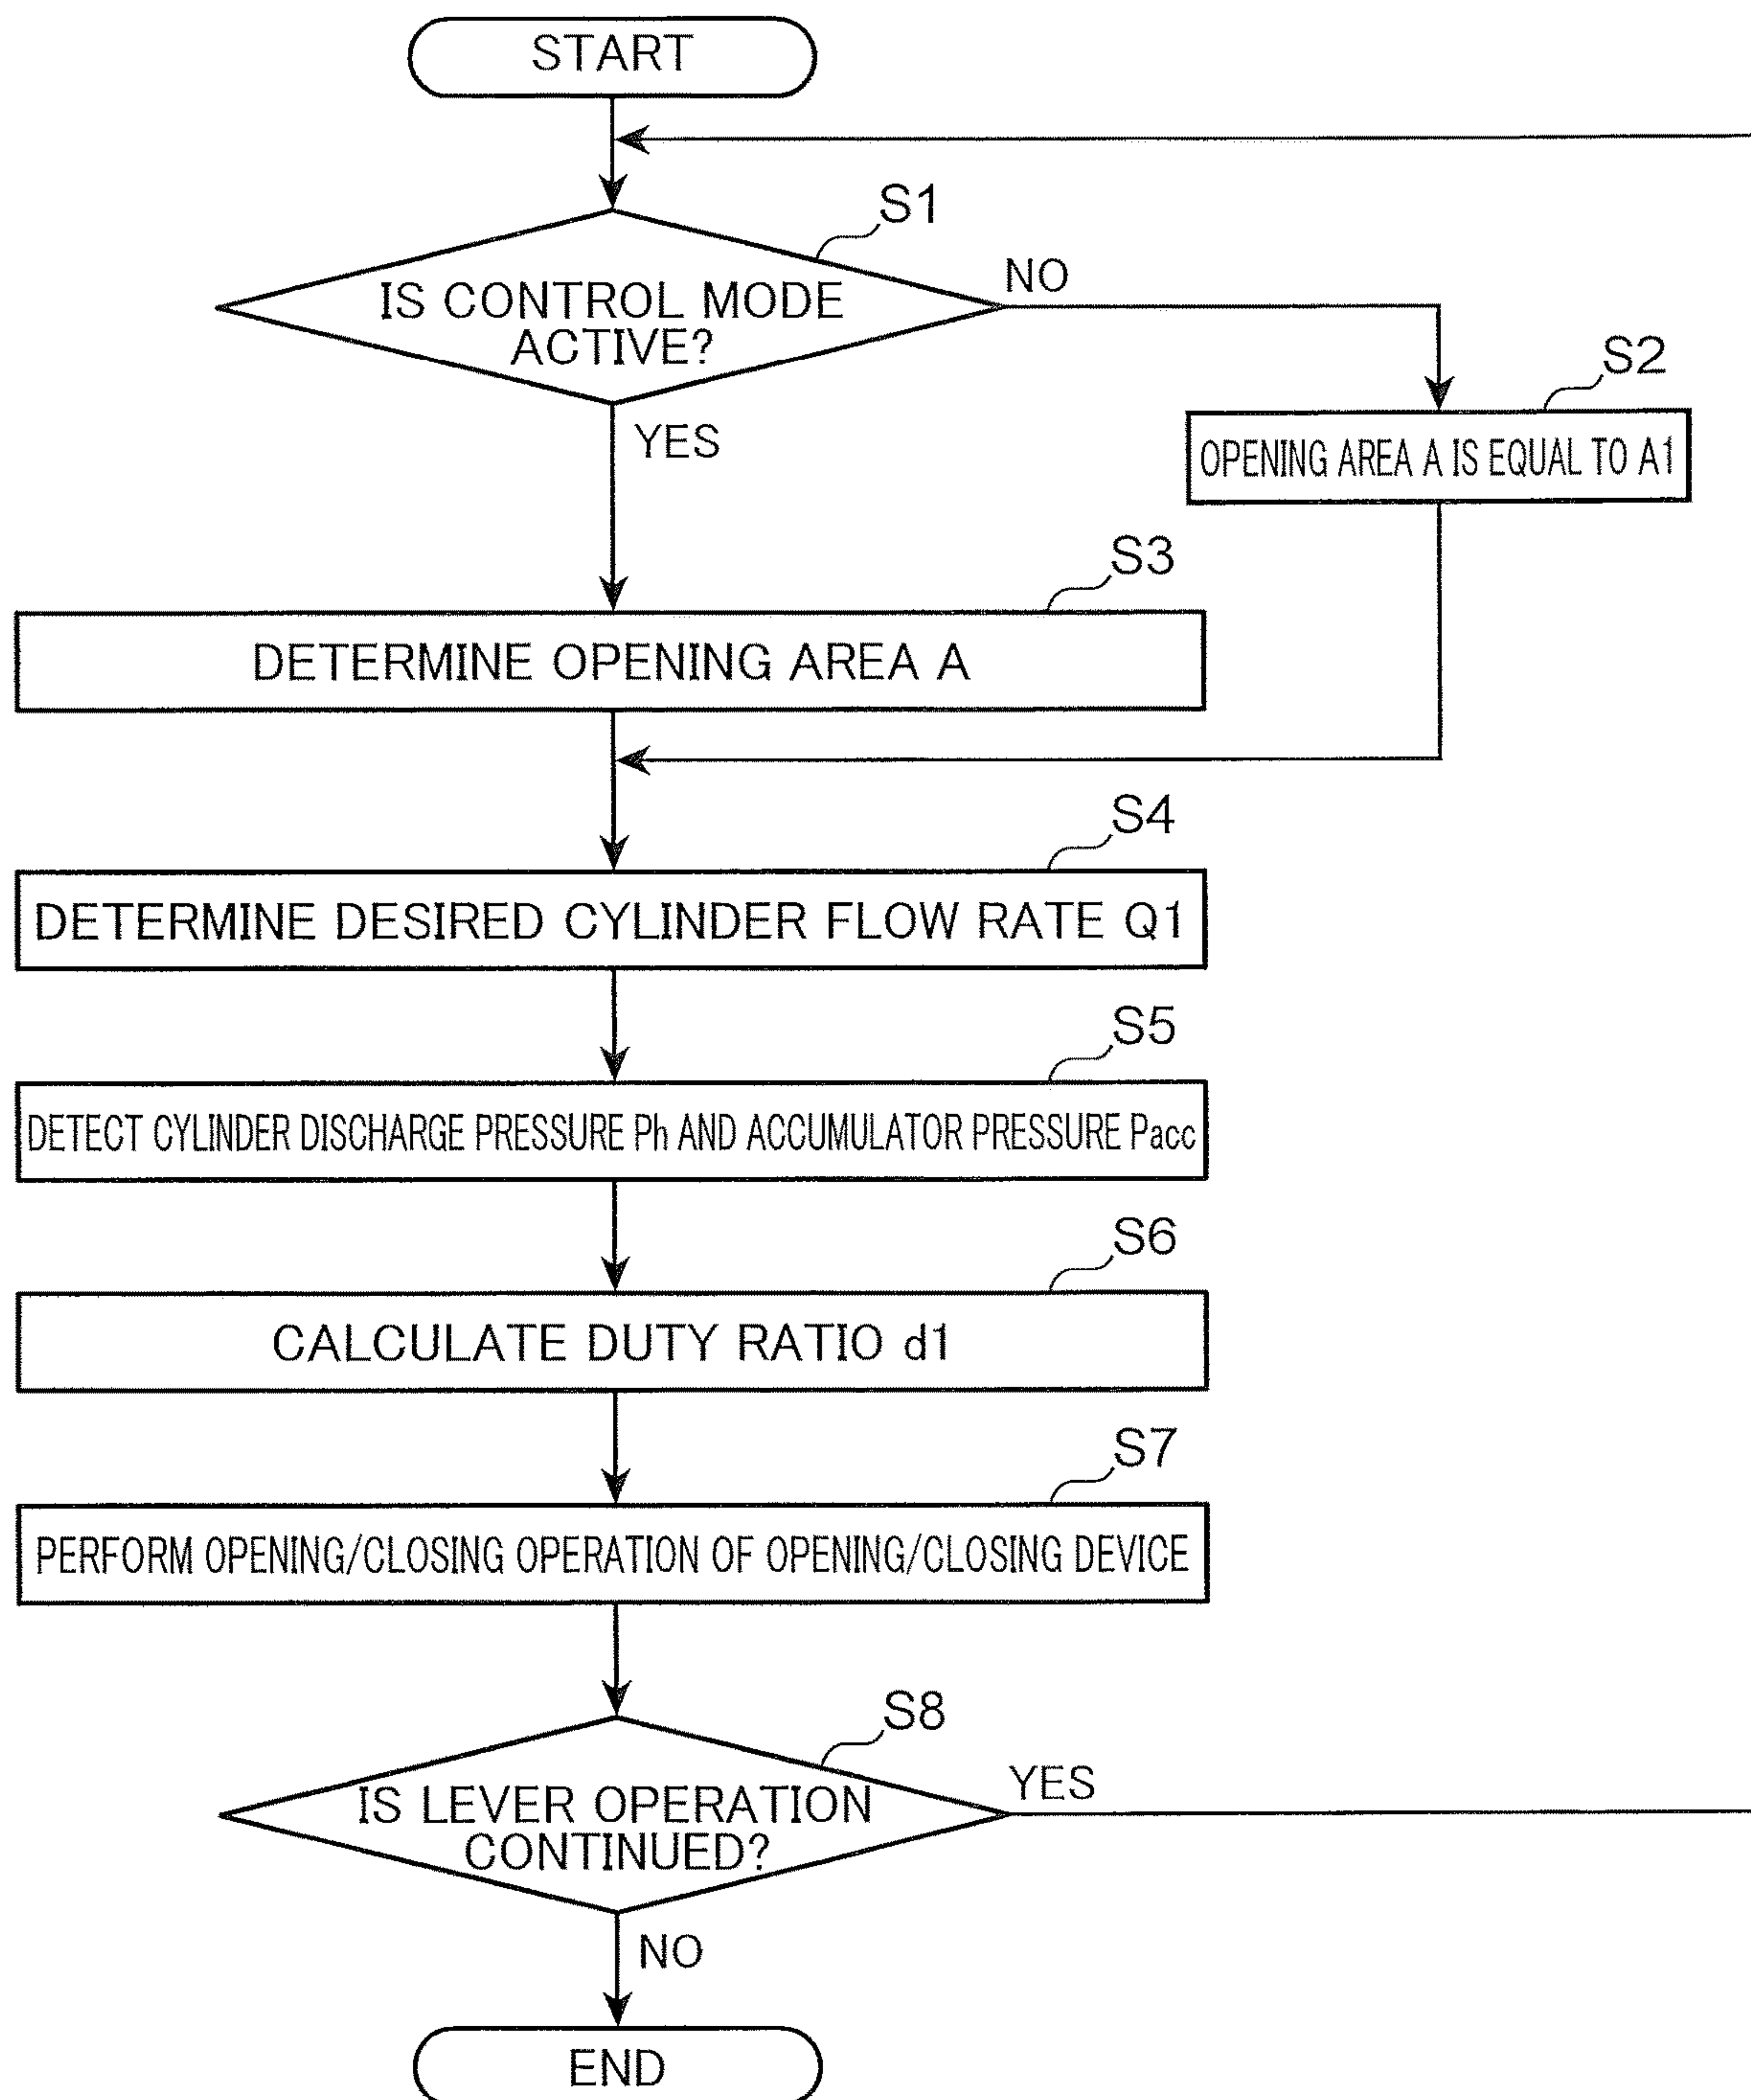 START
S1
IS CONTROL MODE
ACTIVE?
NO
YES
S2
OPENING AREA A IS EQUAL TO A1
S3
DETERMINE OPENING AREA A
S4
DETERMINE DESIRED CYLINDER FLOW RATE Q1
S5
DETECT CYLINDER DISCHARGE PRESSURE Ph AND ACCUMULATOR PRESSURE Pacc
S6
CALCULATE DUTY RATIO d1
S7
PERFORM OPENING/CLOSING OPERATION OF OPENING/CLOSING DEVICE
S8
IS LEVER OPERATION
CONTINUED?
YES
NO
END